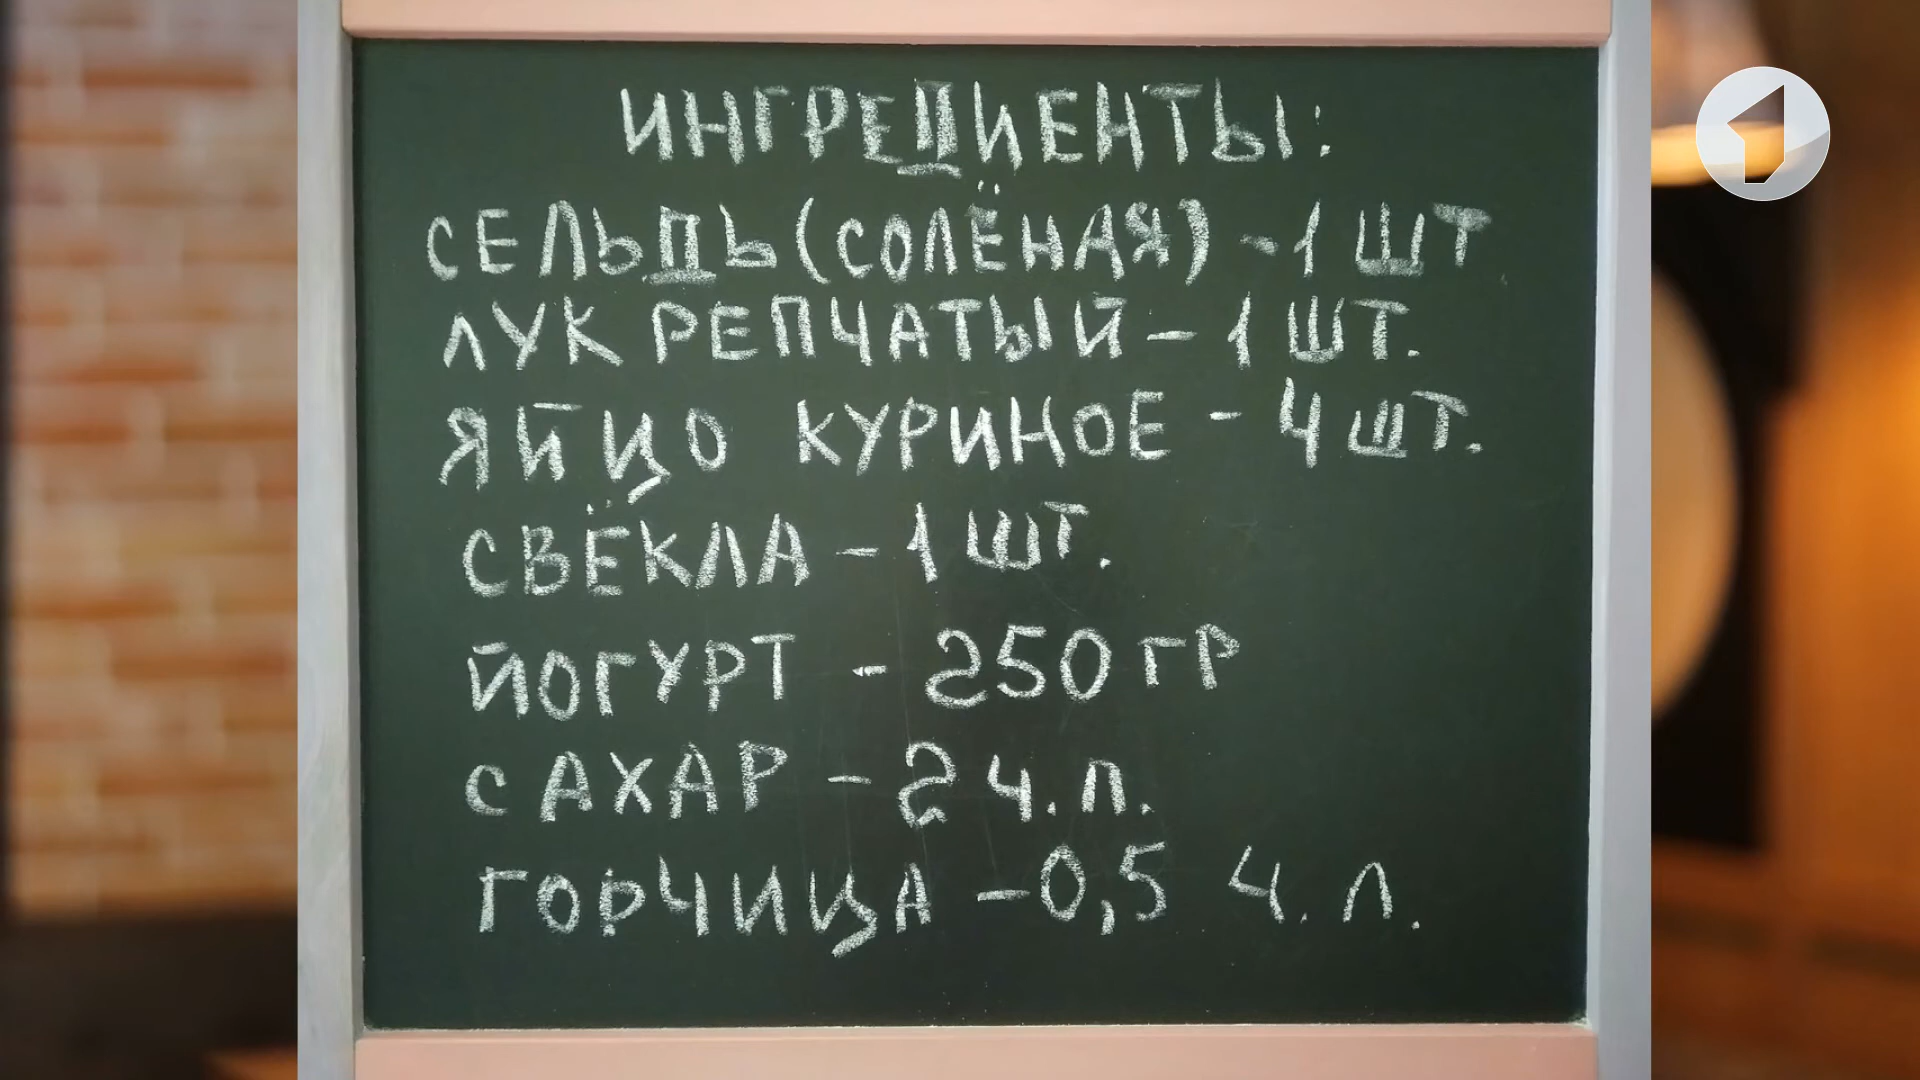 ИНГРЕДИЕНТЫ:
СЕЛЬДЬ (СОЛЁНАЯ) - 1 ШТ
ЛУК РЕПЧАТЫЙ - 1 ШТ.
ЯЙЦО КУРИНОЕ - 4 ШТ.
СВЁКЛА - 1 ШТ.
ЙОГУРТ - 250 ГР
САХАР - 2 Ч. Л.
ГОРЧИЦА - 0,5 Ч. Л.